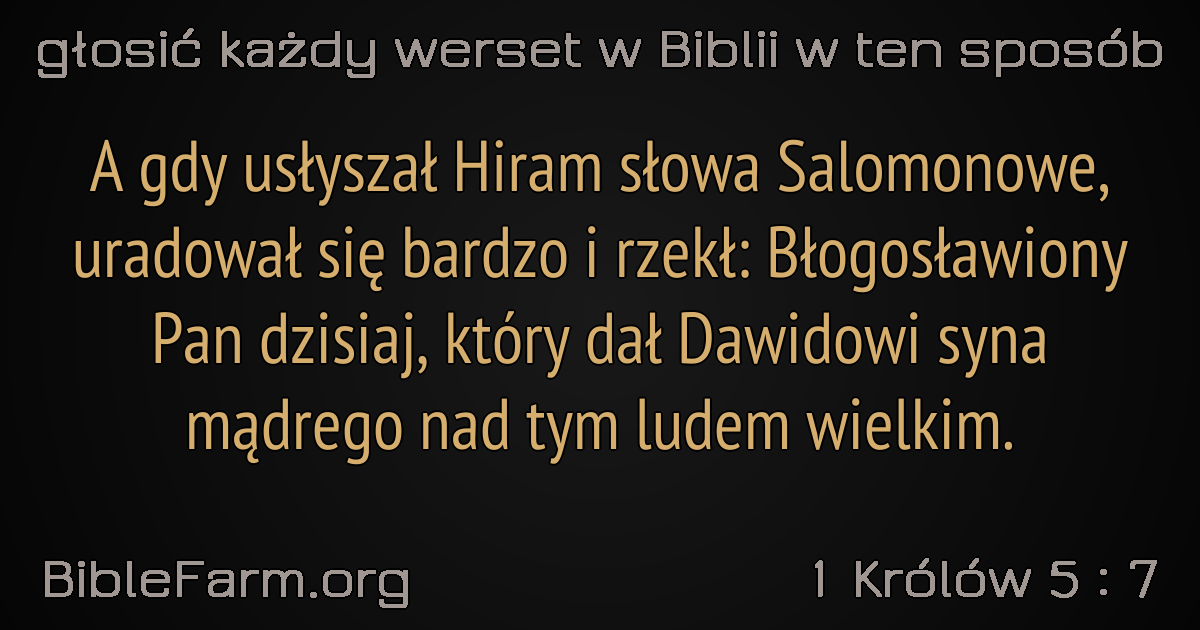 głosić każdy werset w Biblii w ten sposób
A gdy usłyszał Hiram słowa Salomonowe,
uradował się bardzo i rzekł: Błogosławiony
Pan dzisiaj, który dał Dawidowi syna
mądrego nad tym ludem wielkim.
BibleFarm.org
1 Królów 5 : 7